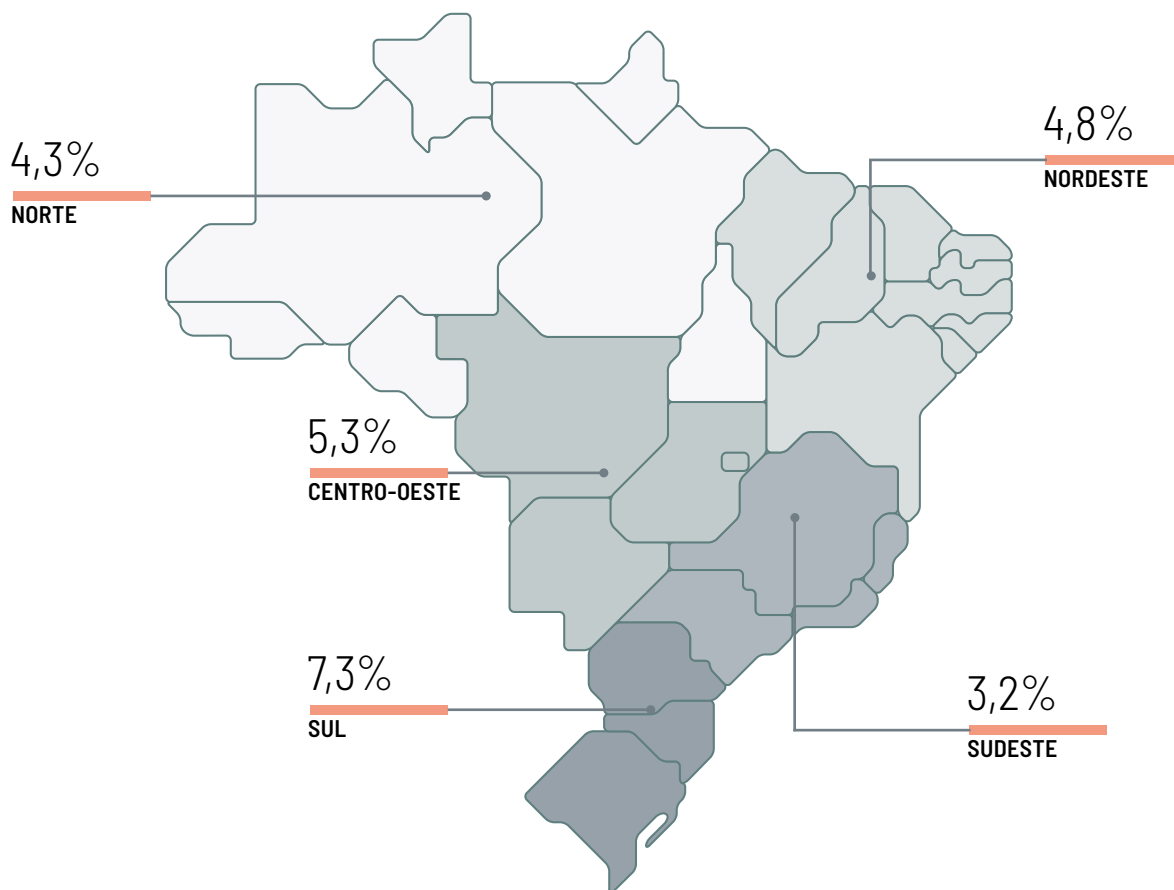 4,8%
NORDESTE
4,3%
NORTE
5,3%
CENTRO-OESTE
7,3%
SUL
3,2%
SUDESTE